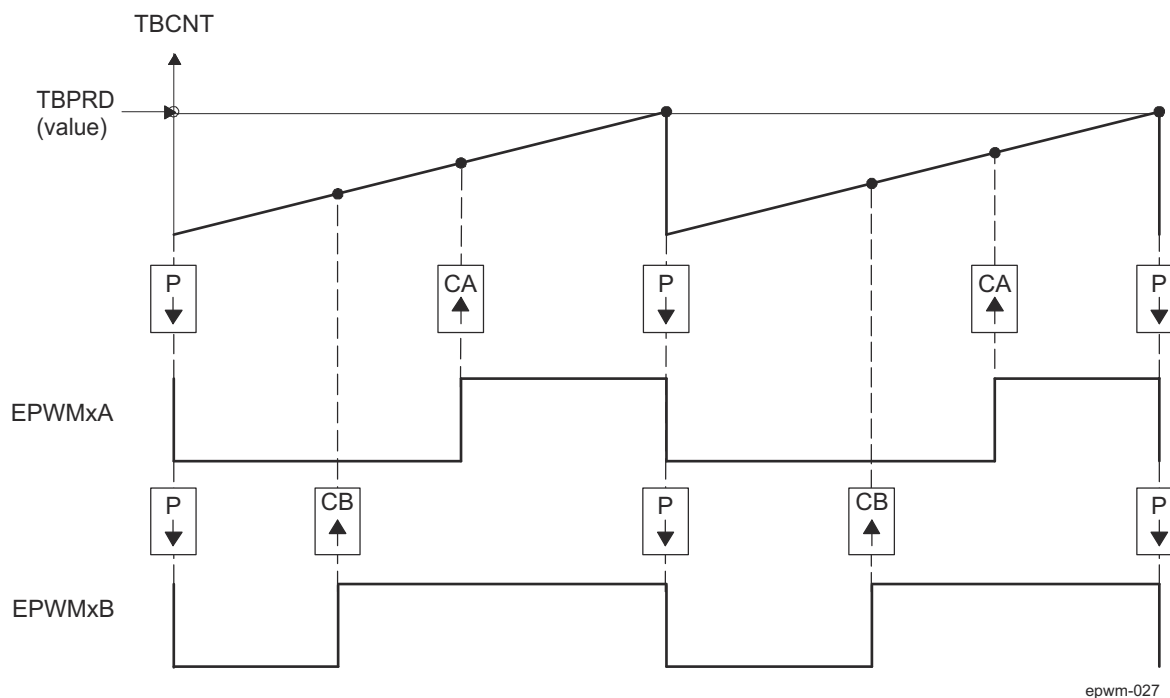 TBCNT
TBPRD
(value)
P
CA
P
CA
P
EPWMxA
P
CB
P
CB
P
EPWMxB
epwm-027